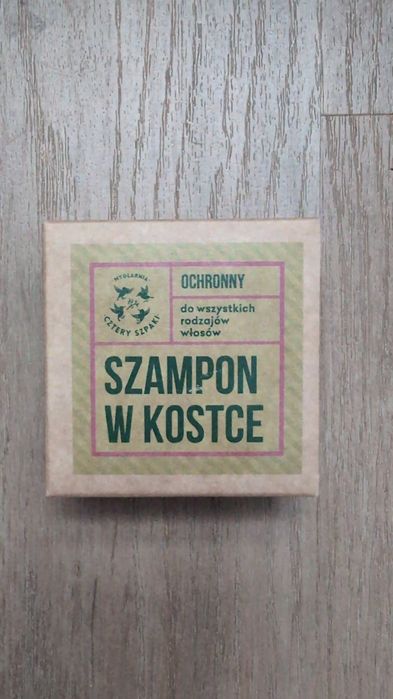 MYDLARNIA
CZTERY SZPAKI
OCHRONNY
do wszystkich
rodzajów
włosów
SZAMPON
W KOSTCE